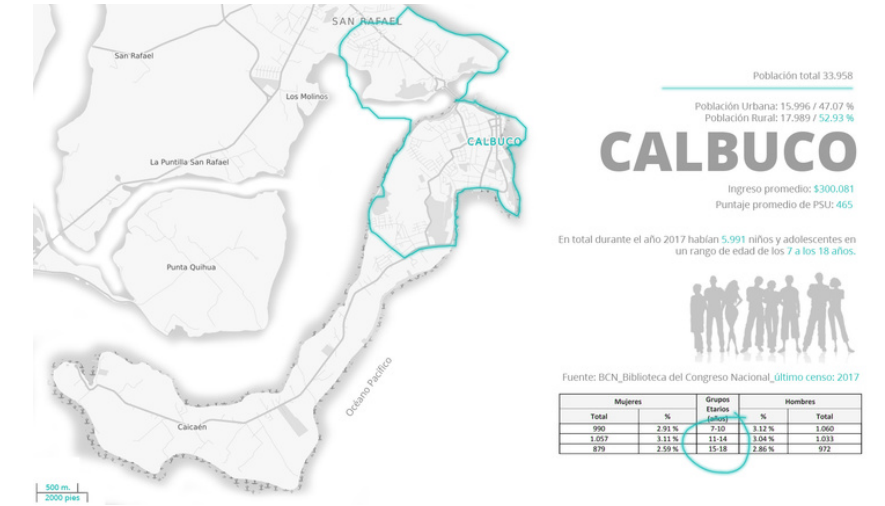 SAN RAFAEL
San Rafael
Los Molinos
CALBUCO
La Puntilla San Rafael
Punta Quihua
Océano Pacífico
Caicaén
500 m.
2000 pies
Población total 33.958
Población Urbana: 15.996 / 47.07 %
Población Rural: 17.989 / 52.93 %
CALBUCO
Ingreso promedio: $300.081
Puntaje promedio de PSU: 465
En total durante el año 2017 habían 5.991 niños y adolescentes en
un rango de edad de los 7 a los 18 años.
Fuente: BCN_Biblioteca del Congreso Nacional_último censo: 2017
Mujeres Grupos Etarios (años) Hombres
Total % % Total
990 2.91 % 7-10 3.12 % 1.060
1.057 3.11 % 11-14 3.04 % 1.033
879 2.59 % 15-18 2.86 % 972